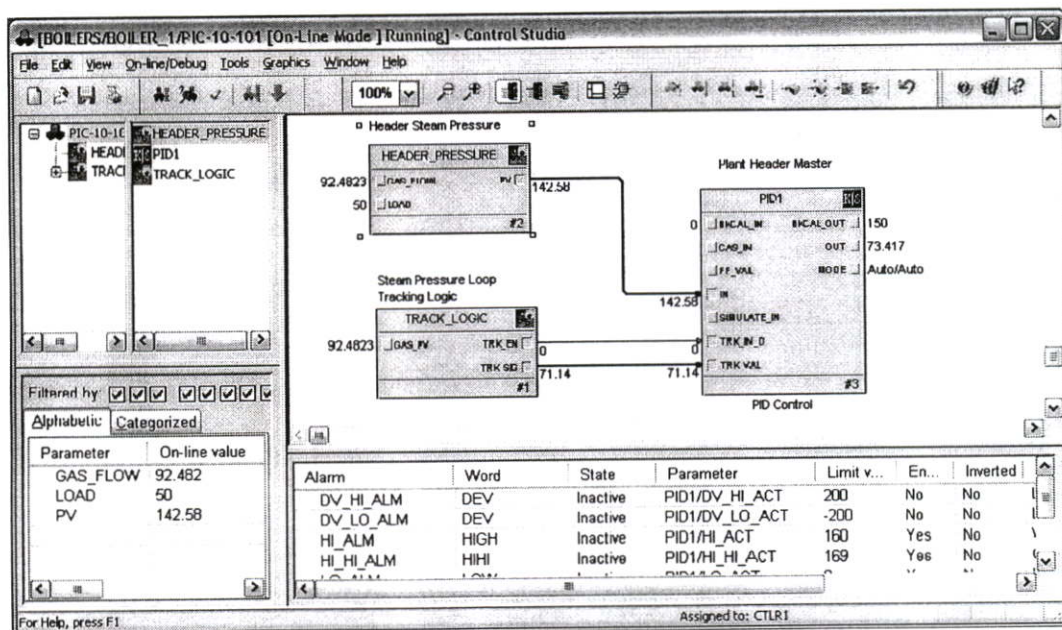 [BOILERS/BOILER_1/PIC-10-101 [On-Line Mode ] Running] - Control Studio
File Edit View On-line/Debug Tools Graphics Window Help
100%
PIC-10-10
HEAD
TRAC
HEADER_PRESSURE
PID1
TRACK_LOGIC
Header Steam Pressure
HEADER_PRESSURE
92.4823 GAS_FLOW PV 142.58
50 LOAD
#2
Steam Pressure Loop
Tracking Logic
TRACK_LOGIC
92.4823 GAS_PV TRK_EN 0
TRK SIG 71.14
#1
Plant Header Master
PID1
0 BKCAL_IN BKCAL_OUT 150
CAS_IN OUT 73.417
FF_VAL MODE Auto/Auto
142.58 IN
SIMULATE_IN
0 TRK_IN_D
71.14 TRK VAL
#3
PID Control
Filtered by:
Alphabetic Categorized
Parameter On-line value
GAS_FLOW 92.482
LOAD 50
PV 142.58
Alarm Word State Parameter Limit v... En... Inverted
DV_HI_ALM DEV Inactive PID1/DV_HI_ACT 200 No No
DV_LO_ALM DEV Inactive PID1/DV_LO_ACT -200 No No
HI_ALM HIGH Inactive PID1/HI_ACT 160 Yes No
HI_HI_ALM HIHI Inactive PID1/HI_HI_ACT 169 Yes No
For Help, press F1
Assigned to: CTLR1